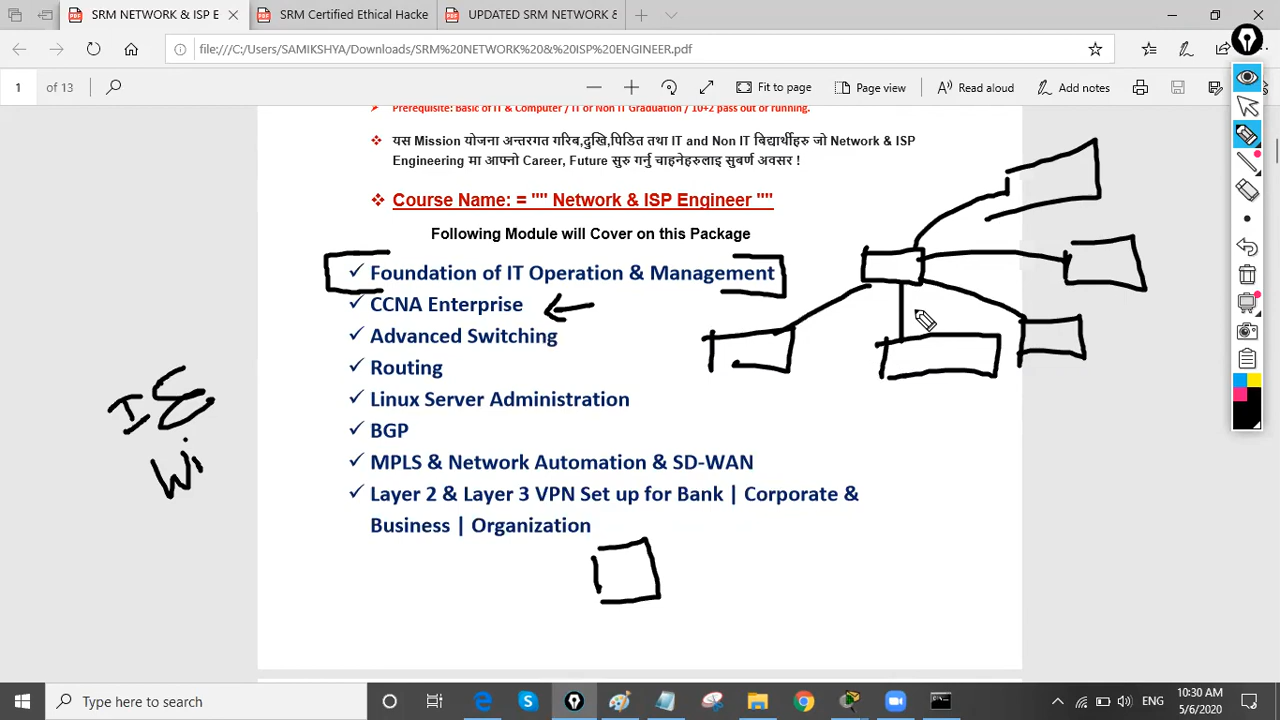 SRM NETWORK & ISP E
SRM Certified Ethical Hacke
UPDATED SRM NETWORK &
file:///C:/Users/SAMIKSHYA/Downloads/SRM%20NETWORK%20&%20ISP%20ENGINEER.pdf
1 of 13
Fit to page
Page view
Read aloud
Add notes
Prerequisite: Basic of IT & Computer / IT or Non IT Graduation / 10+2 pass out or running.
यस Mission योजना अन्तरगत गरिब,दुखि,पिडित तथा IT and Non IT बिद्यार्थीहरु जो Network & ISP
Engineering मा आफ्नो Career, Future सुरु गर्नु चाहनेहरुलाइ सुबर्ण अवसर !
Course Name: = "" Network & ISP Engineer ""
Following Module will Cover on this Package
Foundation of IT Operation & Management
CCNA Enterprise
Advanced Switching
Routing
Linux Server Administration
BGP
MPLS & Network Automation & SD-WAN
Layer 2 & Layer 3 VPN Set up for Bank | Corporate &
Business | Organization
Wi
Type here to search
ENG
10:30 AM
5/6/2020